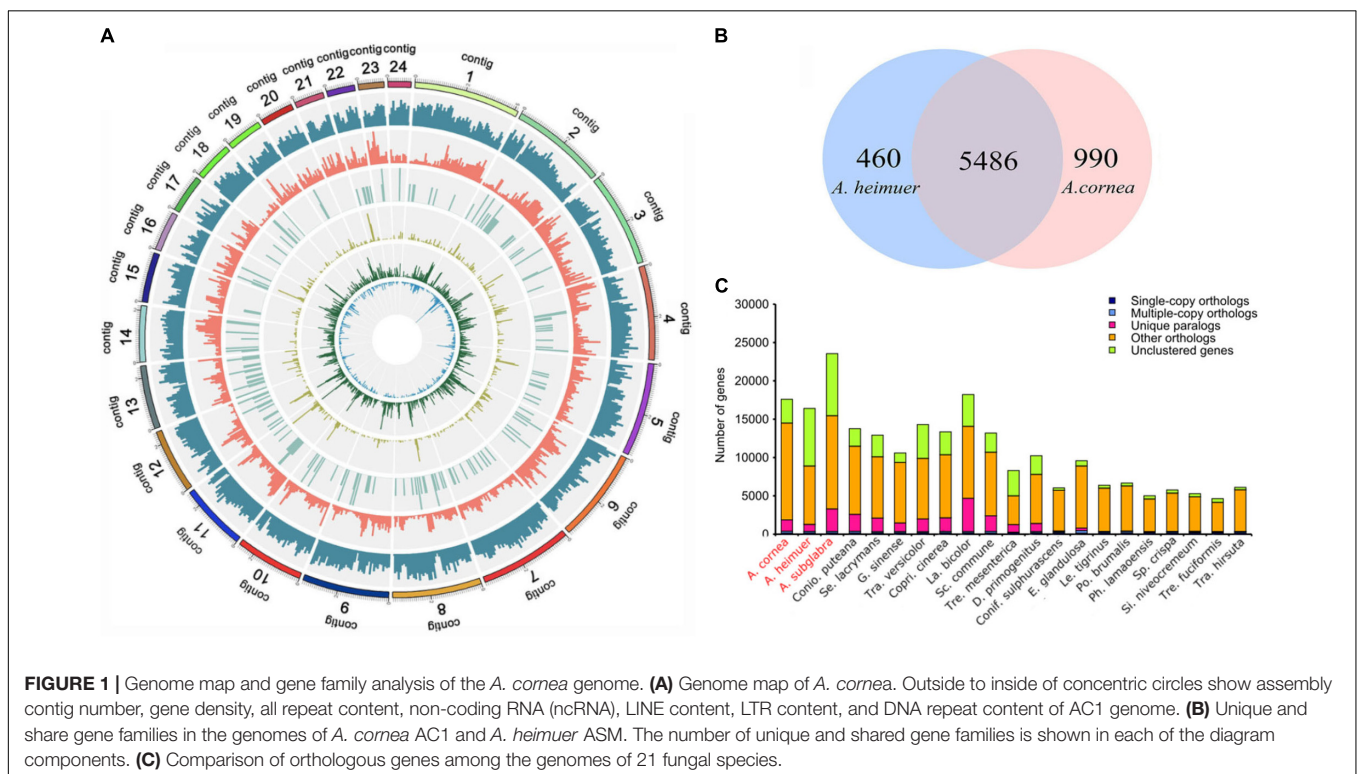 A
contig
1
contig
2
contig
3
contig
4
contig
5
contig
6
contig
7
contig
8
contig
9
contig
10
contig
11
contig
12
contig
13
contig
14
contig
15
contig
16
contig
17
contig
18
contig
19
contig
20
contig
21
contig
22
contig
23
contig
24
B
460
A. heimuer
5486
990
A.cornea
C
Number of genes
30000
25000
20000
15000
10000
5000
0
Single-copy orthologs
Multiple-copy orthologs
Unique paralogs
Other orthologs
Unclustered genes
A. cornea
A. heimuer
A. subglabra
Conio. puteana
Se. lacrymans
G. sinense
Tra. versicolor
Copri. cinerea
La. bicolor
Sc. commune
Tre. mesenterica
D. primogenitus
Conif. sulphurascens
E. glandulosa
Le. tigrinus
Po. brumalis
Ph. lamaoensis
Sp. crispa
Si. niveocreneum
Tre. fuciformis
Tra. hirsuta
FIGURE 1 | Genome map and gene family analysis of the A. cornea genome. (A) Genome map of A. cornea. Outside to inside of concentric circles show assembly
contig number, gene density, all repeat content, non-coding RNA (ncRNA), LINE content, LTR content, and DNA repeat content of AC1 genome. (B) Unique and
share gene families in the genomes of A. cornea AC1 and A. heimuer ASM. The number of unique and shared gene families is shown in each of the diagram
components. (C) Comparison of orthologous genes among the genomes of 21 fungal species.